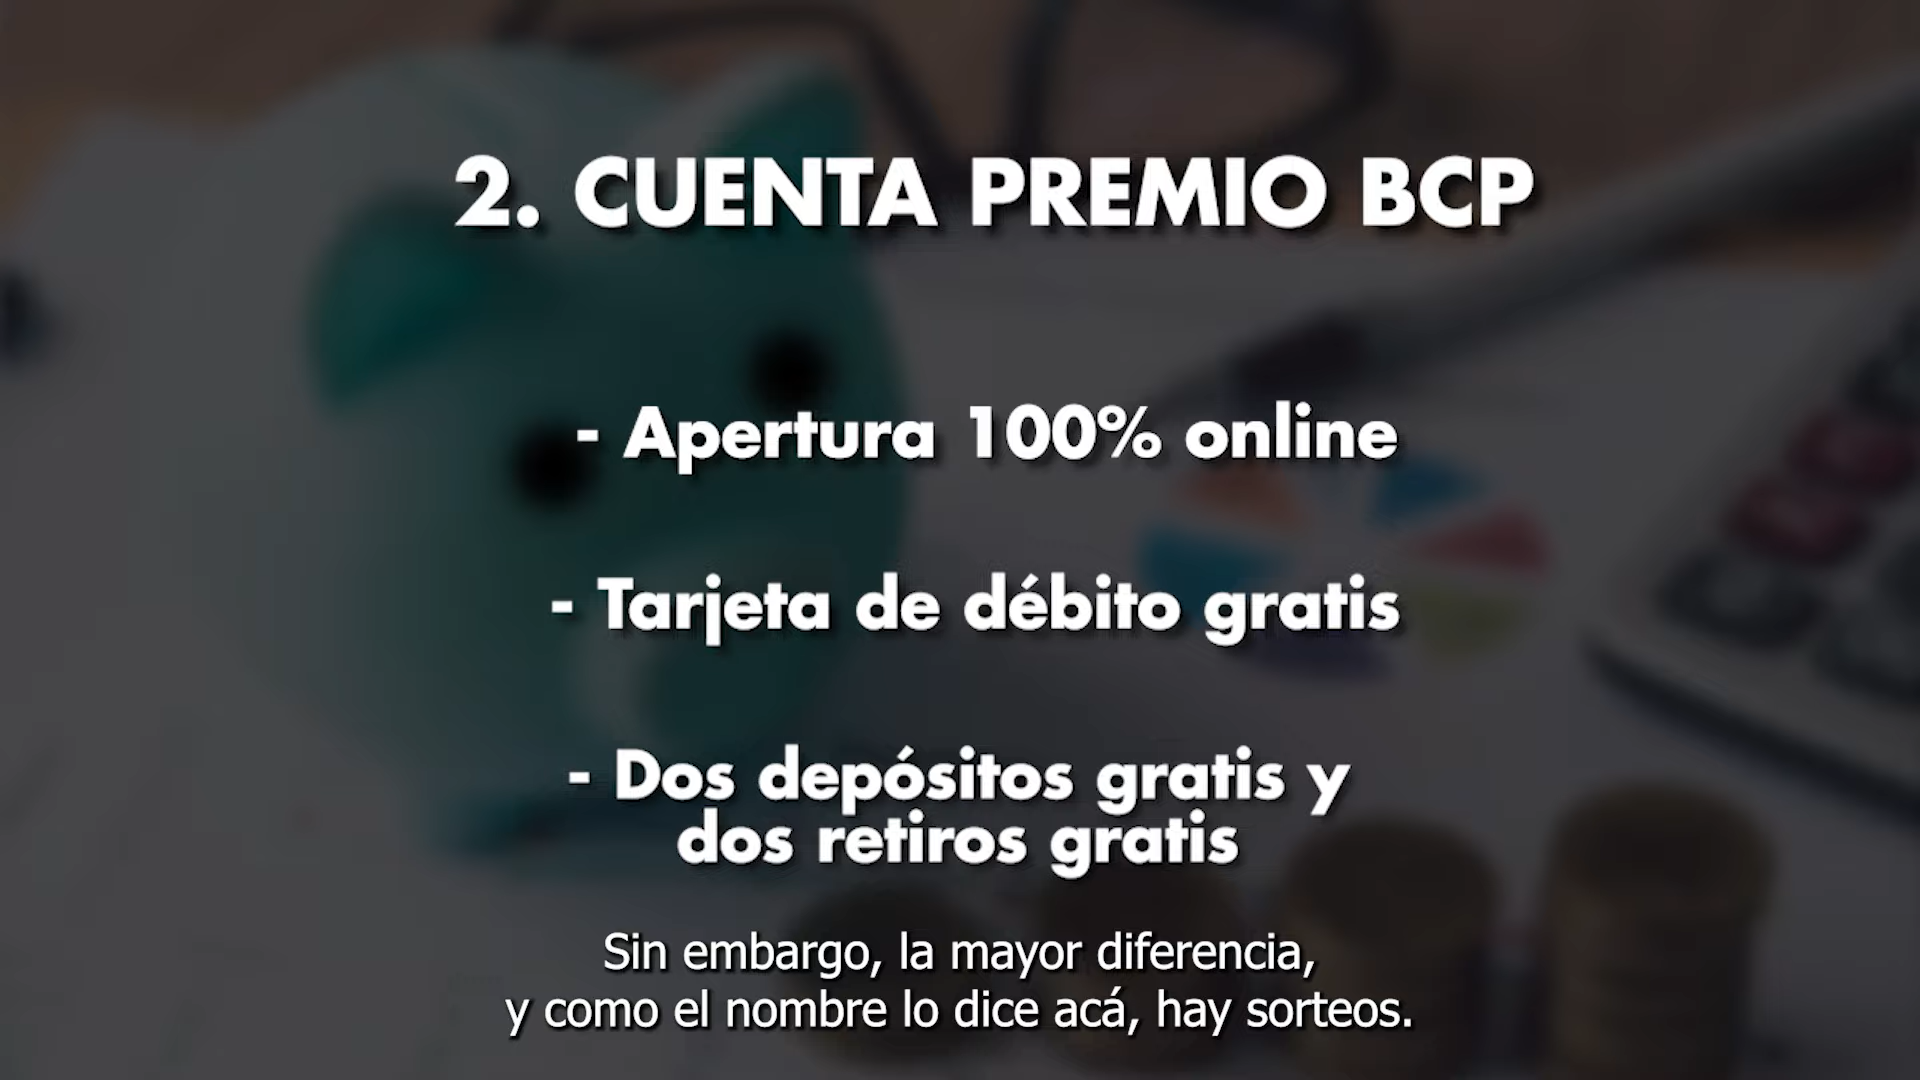 2. CUENTA PREMIO BCP
- Apertura 100% online
- Tarjeta de débito gratis
- Dos depósitos gratis y
dos retiros gratis
Sin embargo, la mayor diferencia,
y como el nombre lo dice acá, hay sorteos.